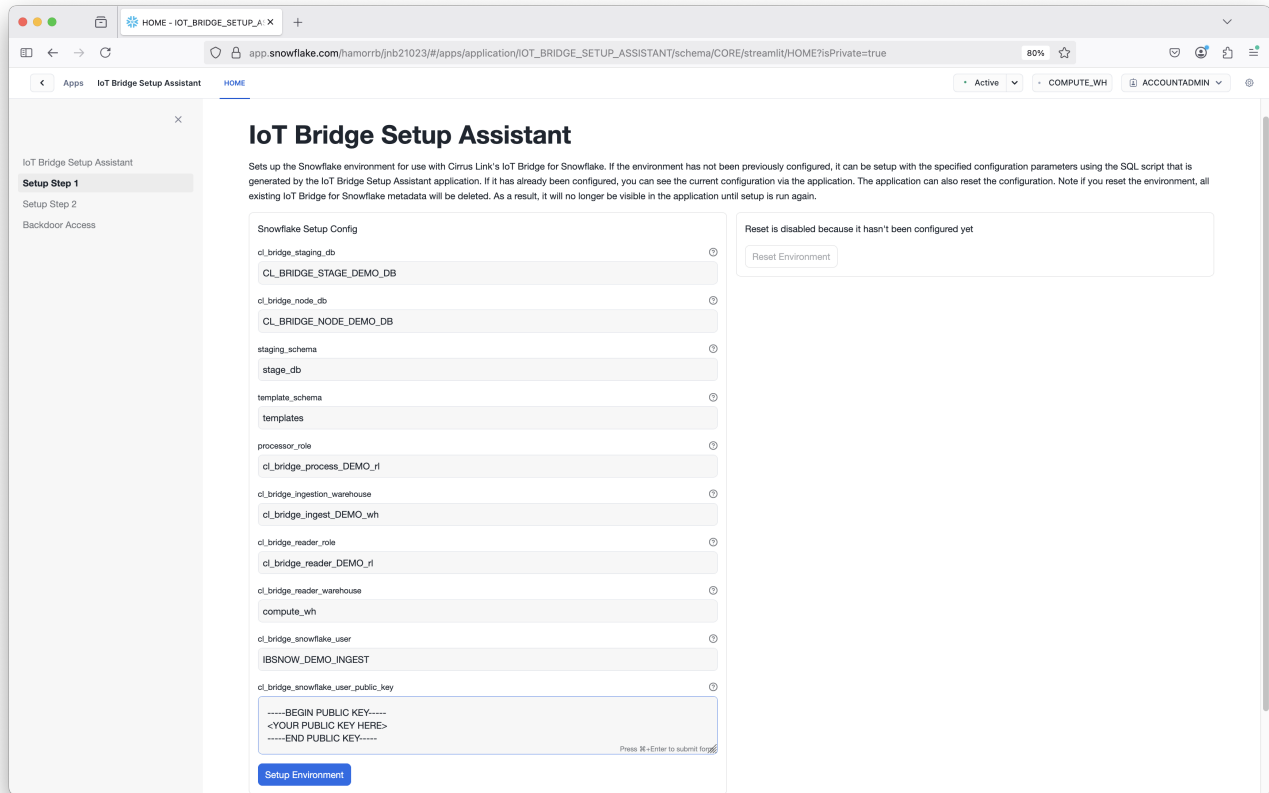 HOME - IOT_BRIDGE_SETUP_AS
app.snowflake.com/hamorrb/jnb21023/#/apps/application/IOT_BRIDGE_SETUP_ASSISTANT/schema/CORE/streamlit/HOME?isPrivate=true
80%
Apps IoT Bridge Setup Assistant HOME
Active COMPUTE_WH ACCOUNTADMIN
IoT Bridge Setup Assistant
Setup Step 1
Setup Step 2
Backdoor Access
IoT Bridge Setup Assistant
Sets up the Snowflake environment for use with Cirrus Link's IoT Bridge for Snowflake. If the environment has not been previously configured, it can be setup with the specified configuration parameters using the SQL script that is
generated by the IoT Bridge Setup Assistant application. If it has already been configured, you can see the current configuration via the application. The application can also reset the configuration. Note if you reset the environment, all
existing IoT Bridge for Snowflake metadata will be deleted. As a result, it will no longer be visible in the application until setup is run again.
Snowflake Setup Config
cl_bridge_staging_db
CL_BRIDGE_STAGE_DEMO_DB
cl_bridge_node_db
CL_BRIDGE_NODE_DEMO_DB
staging_schema
stage_db
template_schema
templates
processor_role
cl_bridge_process_DEMO_rl
cl_bridge_ingestion_warehouse
cl_bridge_ingest_DEMO_wh
cl_bridge_reader_role
cl_bridge_reader_DEMO_rl
cl_bridge_reader_warehouse
compute_wh
cl_bridge_snowflake_user
IBSNOW_DEMO_INGEST
cl_bridge_snowflake_user_public_key
-----BEGIN PUBLIC KEY-----
<YOUR PUBLIC KEY HERE>
-----END PUBLIC KEY-----
Press ⌘+Enter to submit form
Setup Environment
Reset is disabled because it hasn't been configured yet
Reset Environment